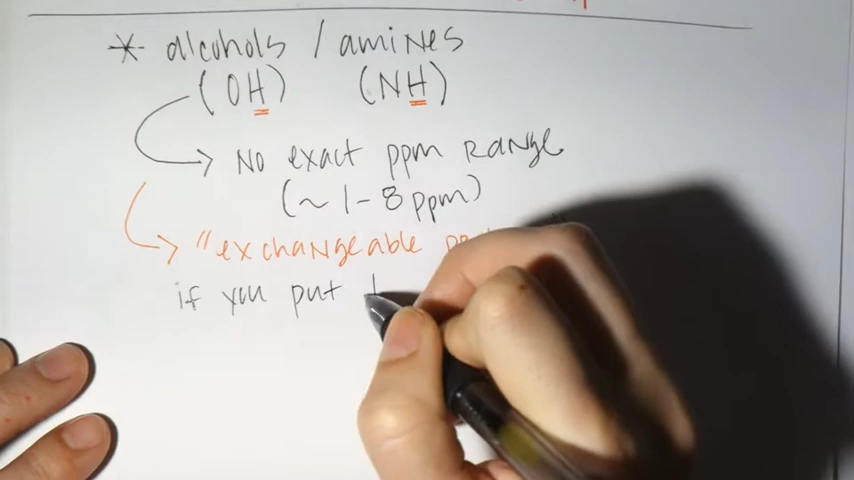 * alcohols / amines
(OH) (NH)
No exact ppm range
(~ 1-8 ppm)
"exchangeable
if you put